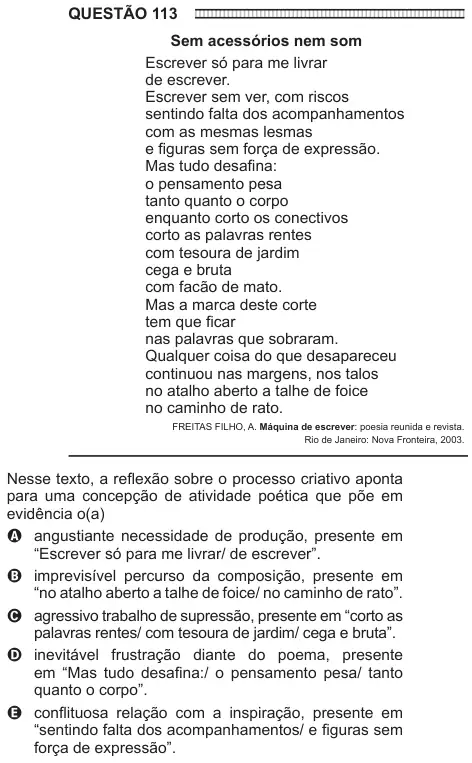 QUESTÃO 113
Sem acessórios nem som
Escrever só para me livrar
de escrever.
Escrever sem ver, com riscos
sentindo falta dos acompanhamentos
com as mesmas lesmas
e figuras sem força de expressão.
Mas tudo desafina:
o pensamento pesa
tanto quanto o corpo
enquanto corto os conectivos
corto as palavras rentes
com tesoura de jardim
cega e bruta
com facão de mato.
Mas a marca deste corte
tem que ficar
nas palavras que sobraram.
Qualquer coisa do que desapareceu
continuou nas margens, nos talos
no atalho aberto a talhe de foice
no caminho de rato.
FREITAS FILHO, A. Máquina de escrever: poesia reunida e revista.
Rio de Janeiro: Nova Fronteira, 2003.
Nesse texto, a reflexão sobre o processo criativo aponta
para uma concepção de atividade poética que põe em
evidência o(a)
A angustiante necessidade de produção, presente em
“Escrever só para me livrar/ de escrever”.
B imprevisível percurso da composição, presente em
“no atalho aberto a talhe de foice/ no caminho de rato”.
C agressivo trabalho de supressão, presente em “corto as
palavras rentes/ com tesoura de jardim/ cega e bruta”.
D inevitável frustração diante do poema, presente
em “Mas tudo desafina:/ o pensamento pesa/ tanto
quanto o corpo”.
E conflituosa relação com a inspiração, presente em
“sentindo falta dos acompanhamentos/ e figuras sem
força de expressão”.